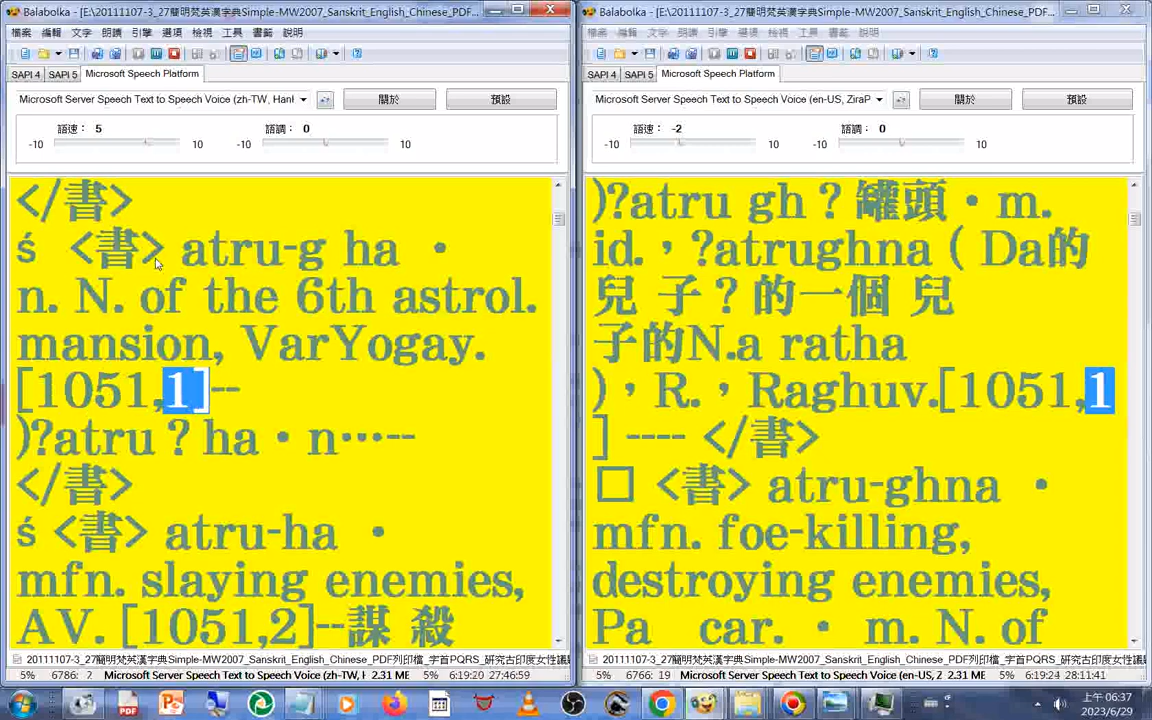 Balabolka - [E:\20111107-3_27簡明梵英漢字典Simple-MW2007_Sanskrit_English_Chinese_PDF...
檔案 編輯 文字 朗讀 引擎 選項 檢視 工具 書籤 說明
SAPI 4 SAPI 5 Microsoft Speech Platform
Microsoft Server Speech Text to Speech Voice (zh-TW, Hanl 關於 預設
語速： 5 語調： 0
-10 10 -10 10
</書>
ś <書> atru-g ha •
n. N. of the 6th astrol.
mansion, VarYogay.
[1051,1]--
)?atru ? ha• n…--
</書>
ś <書> atru-ha •
mfn. slaying enemies,
AV. [1051,2]--謀 殺
20111107-3_27簡明梵英漢字典Simple-MW2007_Sanskrit_English_Chinese_PDF列印檔_字首PQRS_研究古印度女性議
5% 6786: 2 Microsoft Server Speech Text to Speech Voice (zh-TW, H 2.31 ME 5% 6:19:20 27:46:59
Balabolka - [E:\20111107-3_27簡明梵英漢字典Simple-MW2007_Sanskrit_English_Chinese_PDF...
檔案 編輯 文字 朗讀 引擎 選項 檢視 工具 書籤 說明
SAPI 4 SAPI 5 Microsoft Speech Platform
Microsoft Server Speech Text to Speech Voice (en-US, ZiraP 關於 預設
語速： -2 語調： 0
-10 10 -10 10
)?atru gh ? 罐頭• m.
id.，?atrughna ( Da的
兒 子？的一個 兒
子的N.a ratha
)，R.，Raghuv.[1051,1
] ---- </書>
□ <書> atru-ghna •
mfn. foe-killing,
destroying enemies,
Pa car. • m. N. of
20111107-3_27簡明梵英漢字典Simple-MW2007_Sanskrit_English_Chinese_PDF列印檔_字首PQRS_研究古印度女性議
5% 6766: 19 Microsoft Server Speech Text to Speech Voice (en-US, Z 2.31 ME 5% 6:19:24 28:11:41
上午 06:37
2023/6/29